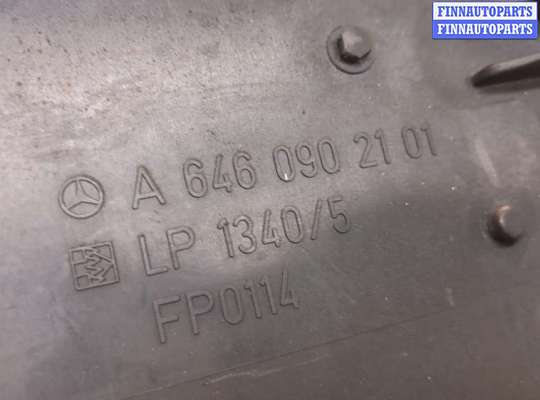 FINNAUTOPARTS
FINNAUTOPARTS
A 646 090 21 01
LP 1340/5
FP0114